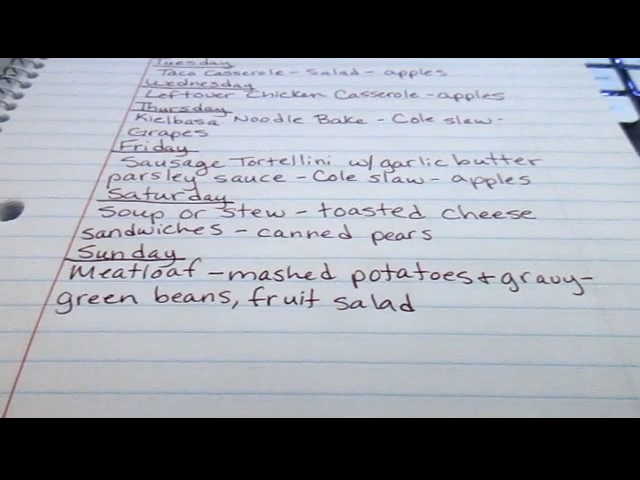 Tuesday
Taco Casserole - Salad - apples
Wednesday
Leftover Chicken Casserole - apples
Thursday
Kielbasa Noodle Bake - Cole slaw -
Grapes
Friday
Sausage Tortellini w/ garlic butter
parsley sauce - Cole slaw - apples
Saturday
Soup or stew - toasted cheese
sandwiches - canned pears
Sunday
Meatloaf - mashed potatoes + gravy -
green beans, fruit salad